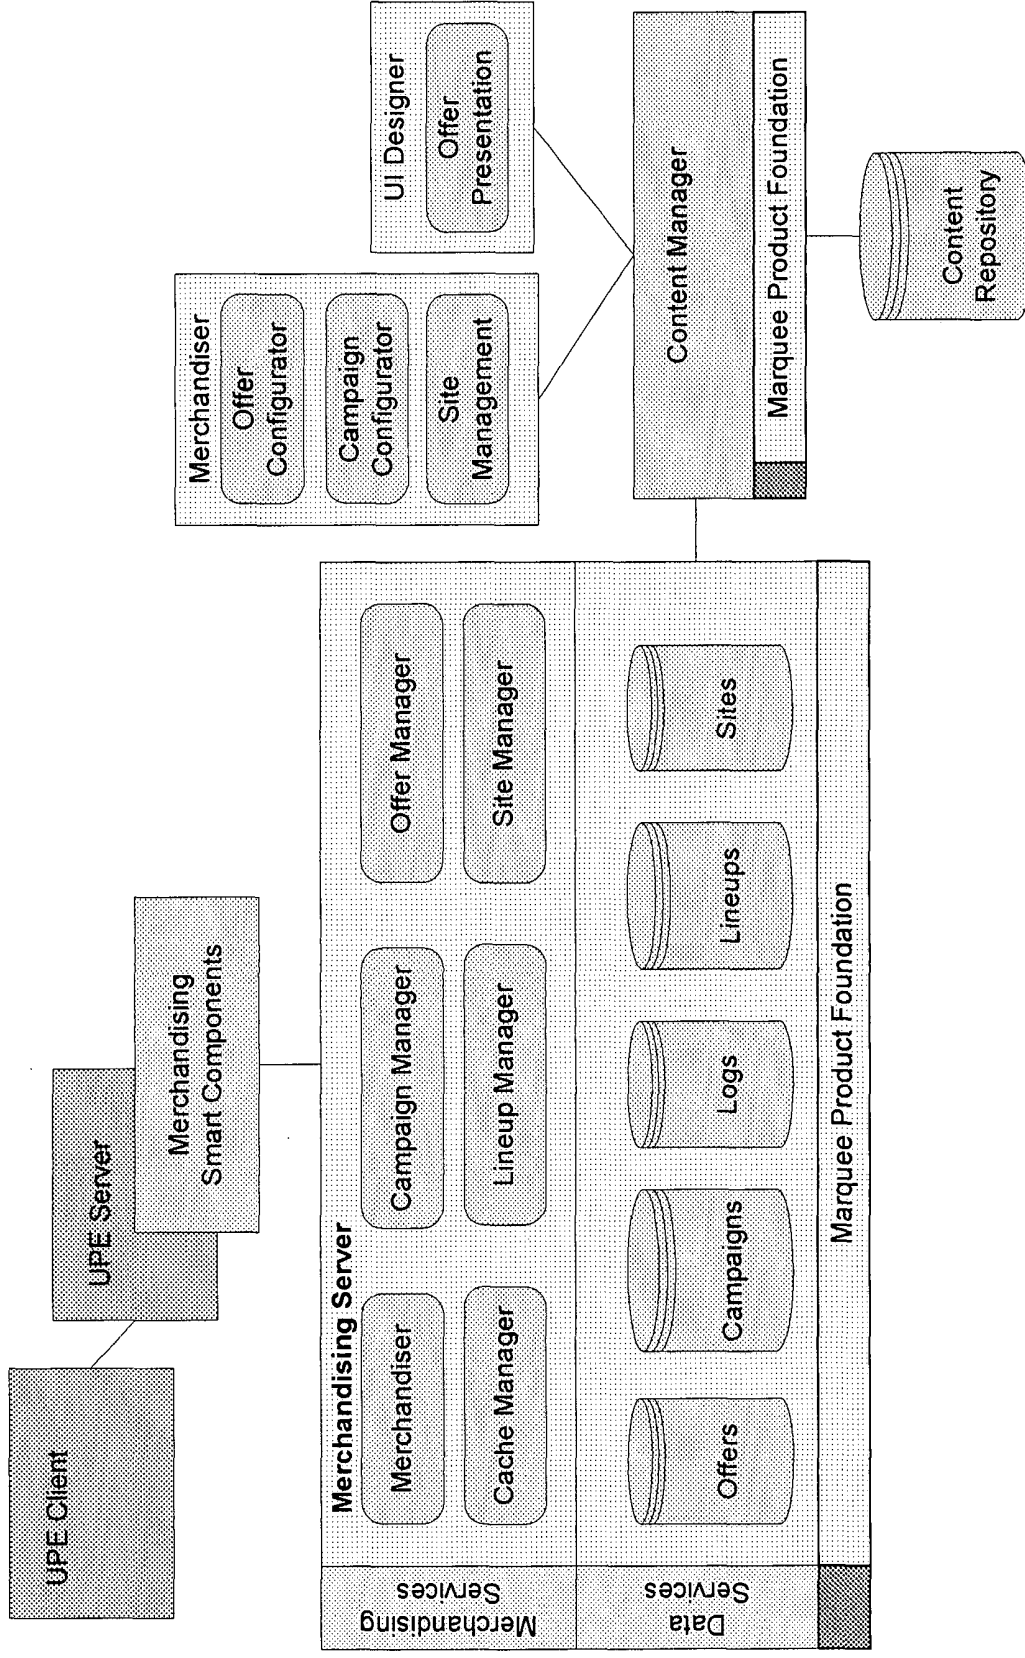 UPE Client
UPE Server
Merchandising
Smart Components
Merchandising Server
Merchandising
Services
Merchandiser
Campaign Manager
Offer Manager
Cache Manager
Lineup Manager
Site Manager
Data
Services
Offers
Campaigns
Logs
Lineups
Sites
Marquee Product Foundation
Merchandiser
Offer
Configurator
Campaign
Configurator
Site
Management
UI Designer
Offer
Presentation
Content Manager
Marquee Product Foundation
Content
Repository